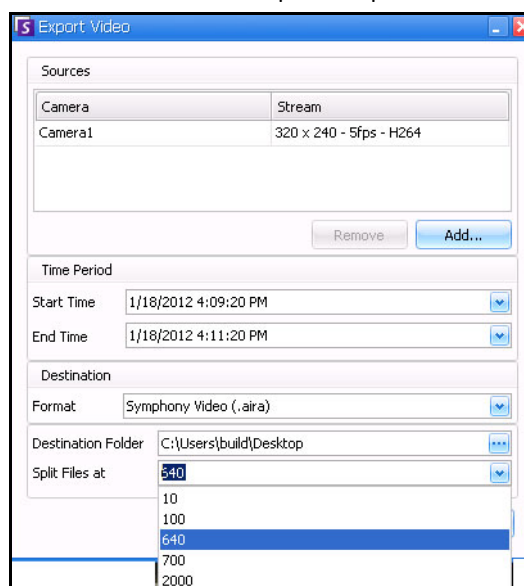 Export Video
Sources
Camera Stream
Camera1 320 x 240 - 5fps - H264
Remove Add...
Time Period
Start Time 1/18/2012 4:09:20 PM
End Time 1/18/2012 4:11:20 PM
Destination
Format Symphony Video (.aira)
Destination Folder C:\Users\build\Desktop
Split Files at 640
10
100
640
700
2000